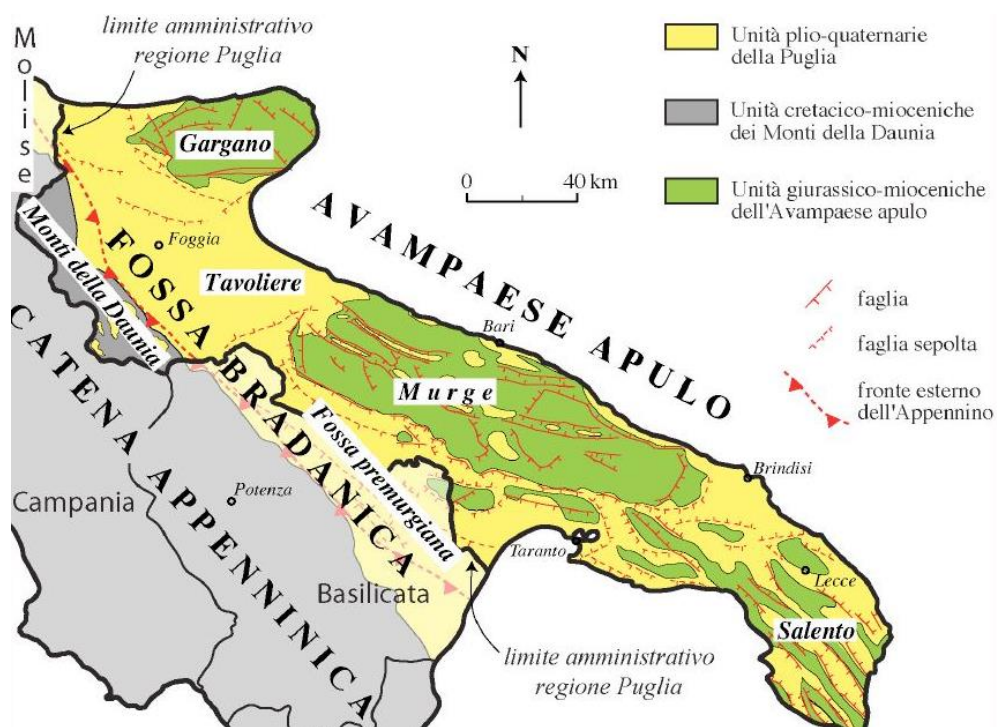 limite amministrativo
regione Puglia
Molise
N
0 40 km
Unità plio-quaternarie
della Puglia
Unità cretacico-mioceniche
dei Monti della Daunia
Unità giurassico-mioceniche
dell'Avampaese apulo
faglia
faglia sepolta
fronte esterno
dell'Appennino
Gargano
AVAMPAESE APULO
Monti della Daunia
FOSSA BRADANICA
Foggia
Tavoliere
Bari
Murge
CATENA APPENNINICA
Fossa premurgiana
Brindisi
Campania
Potenza
Taranto
Lecce
Basilicata
Salento
limite amministrativo
regione Puglia